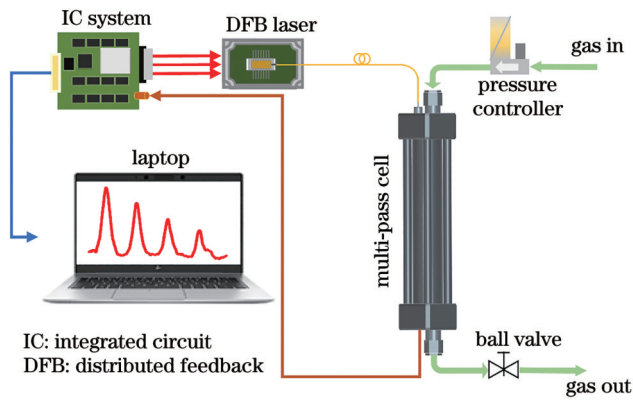 IC system
DFB laser
gas in
pressure
controller
laptop
multi-pass cell
IC: integrated circuit
DFB: distributed feedback
ball valve
gas out